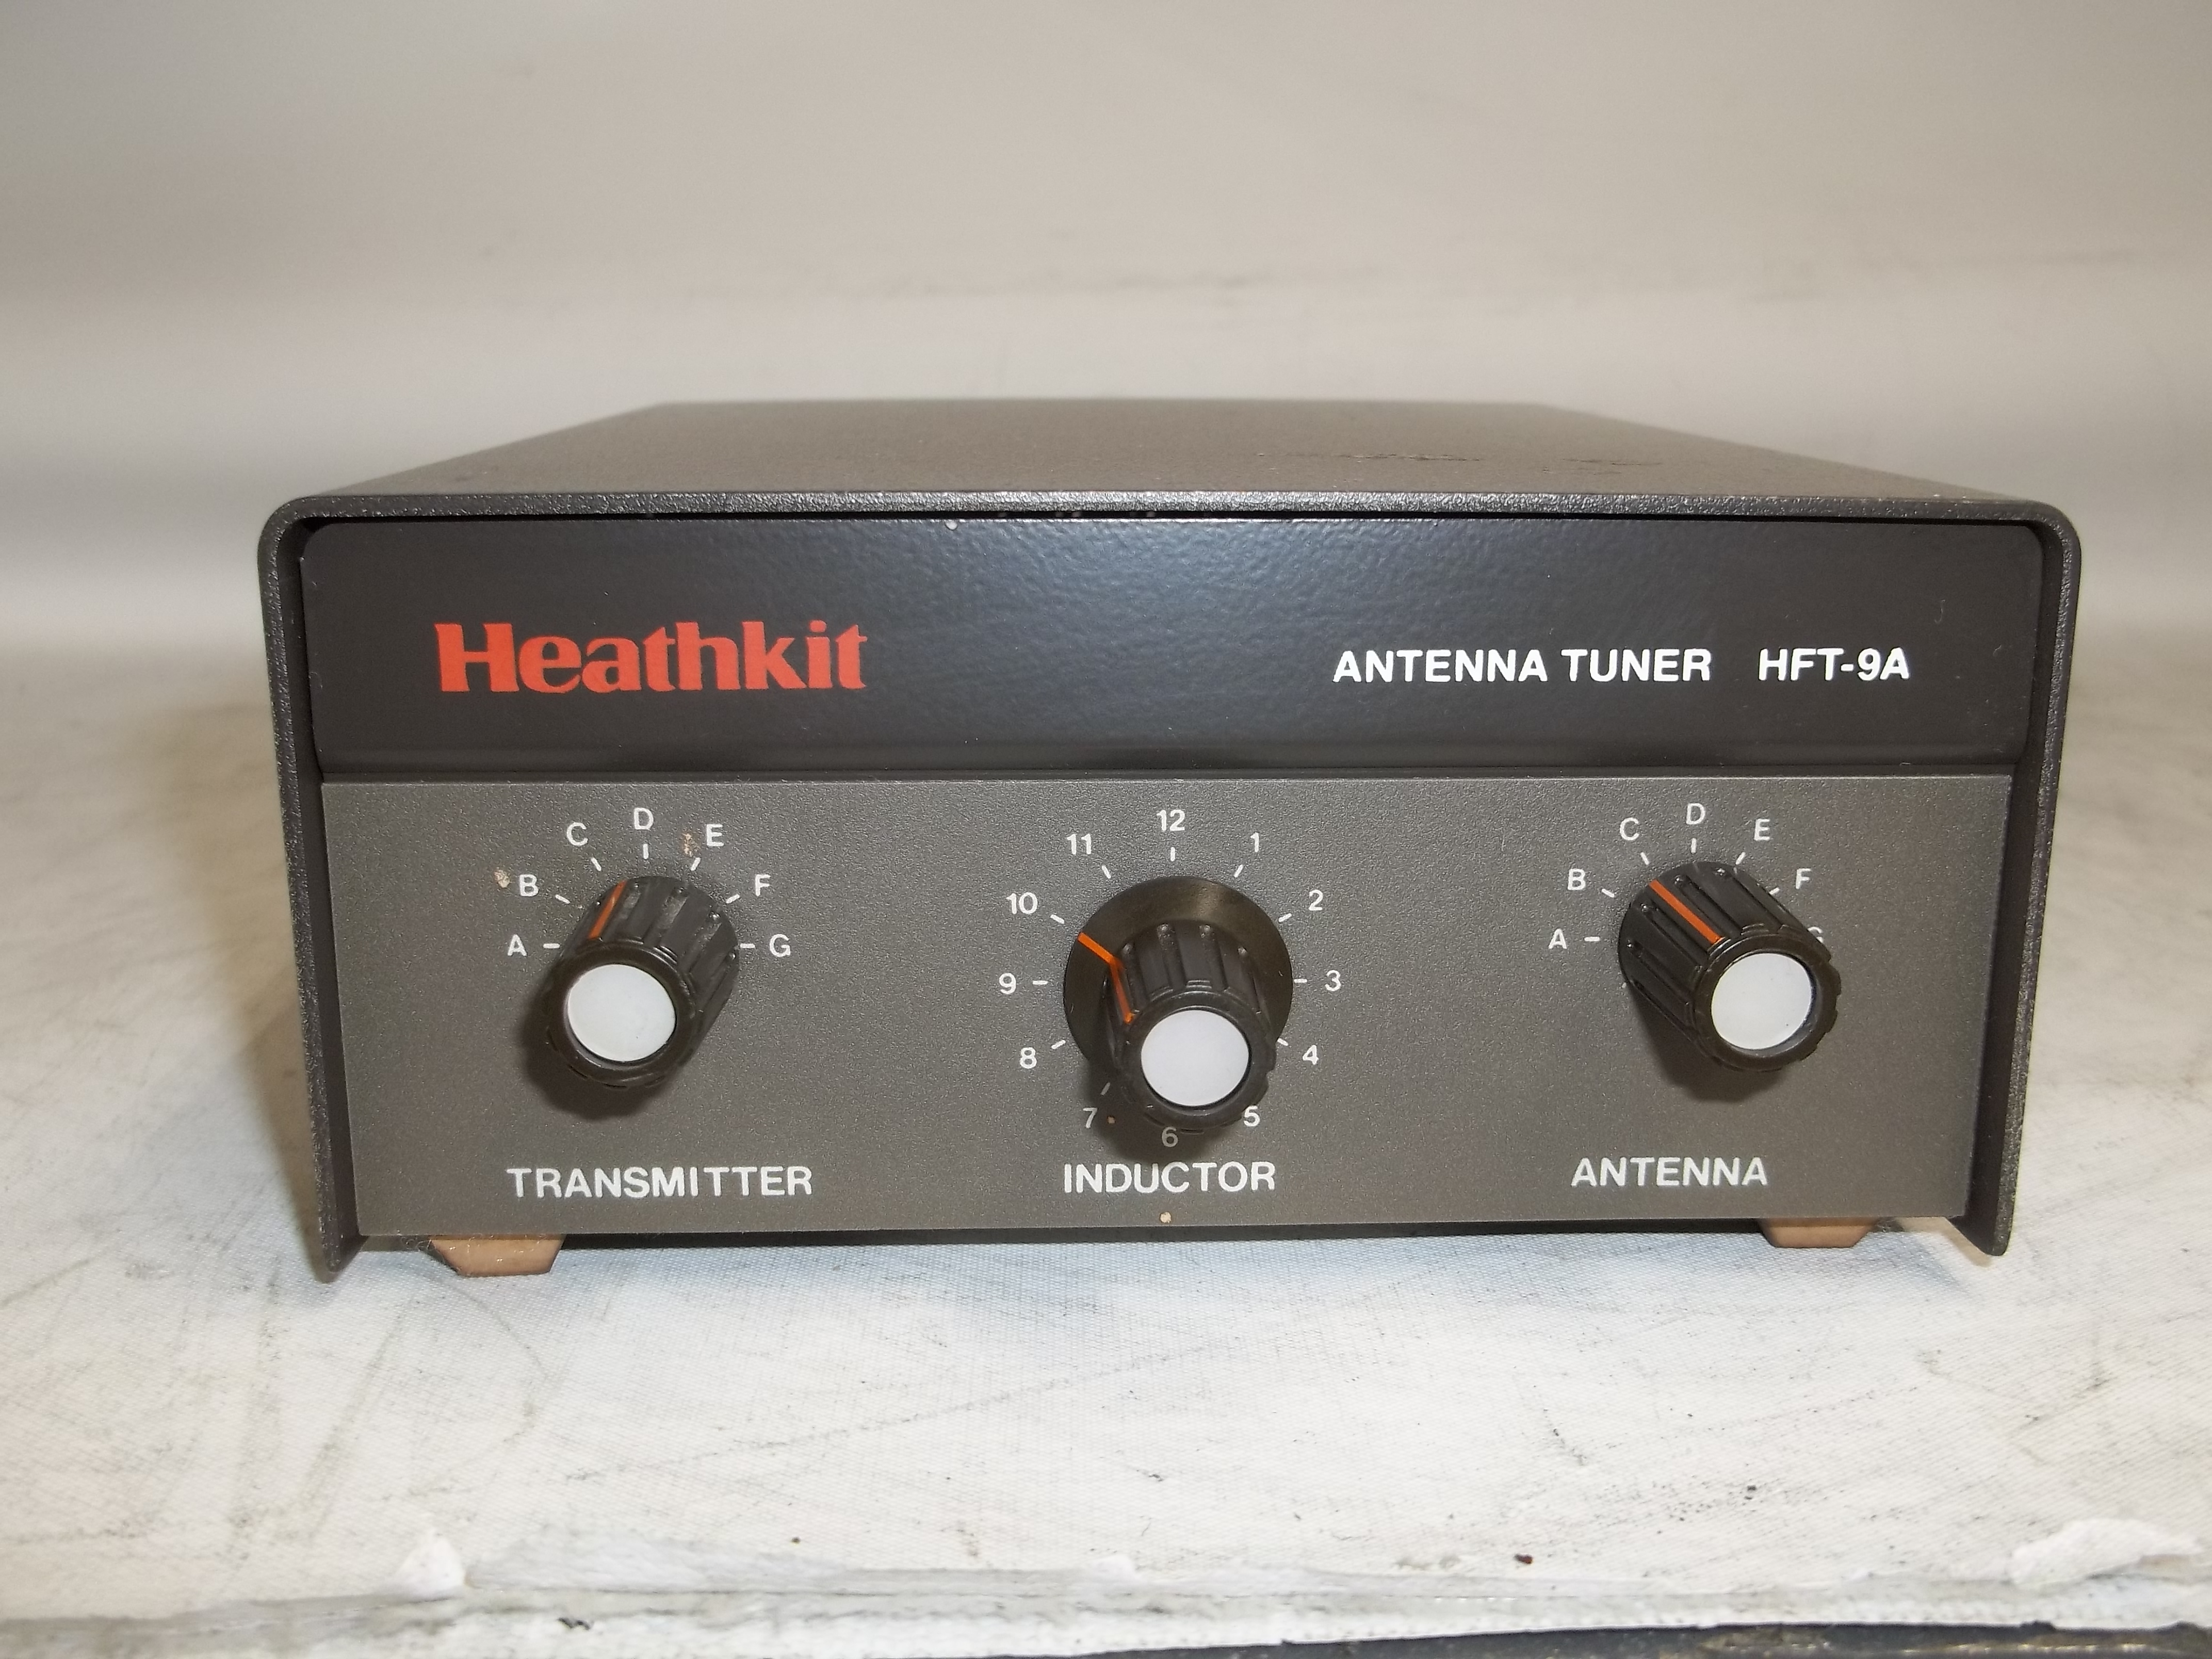 Heathkit
ANTENNA TUNER HFT-9A
A B C D E F G
TRANSMITTER
12 1 2 3 4 5 6 7 8 9 10 11
INDUCTOR
A B C D E F
ANTENNA